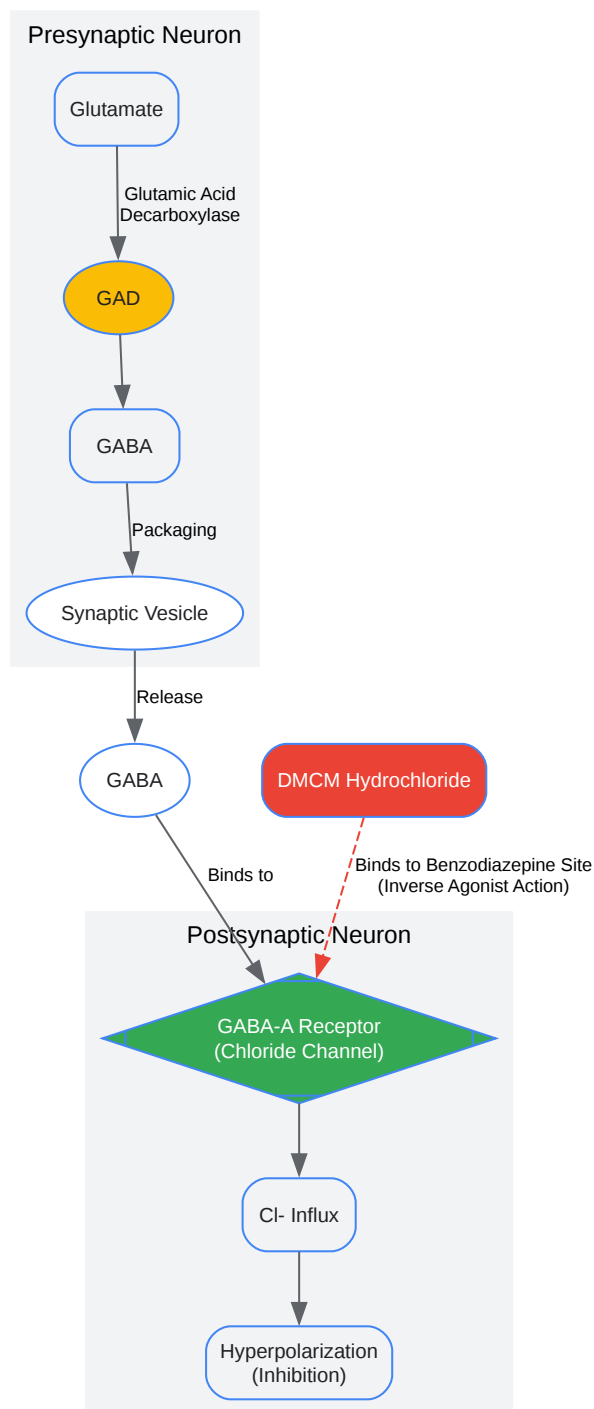 Presynaptic Neuron
Glutamate
Glutamic Acid
Decarboxylase
GAD
GABA
Packaging
Synaptic Vesicle
Release
GABA
DMCM Hydrochloride
Binds to
Binds to Benzodiazepine Site
(Inverse Agonist Action)
Postsynaptic Neuron
GABA-A Receptor
(Chloride Channel)
Cl- Influx
Hyperpolarization
(Inhibition)